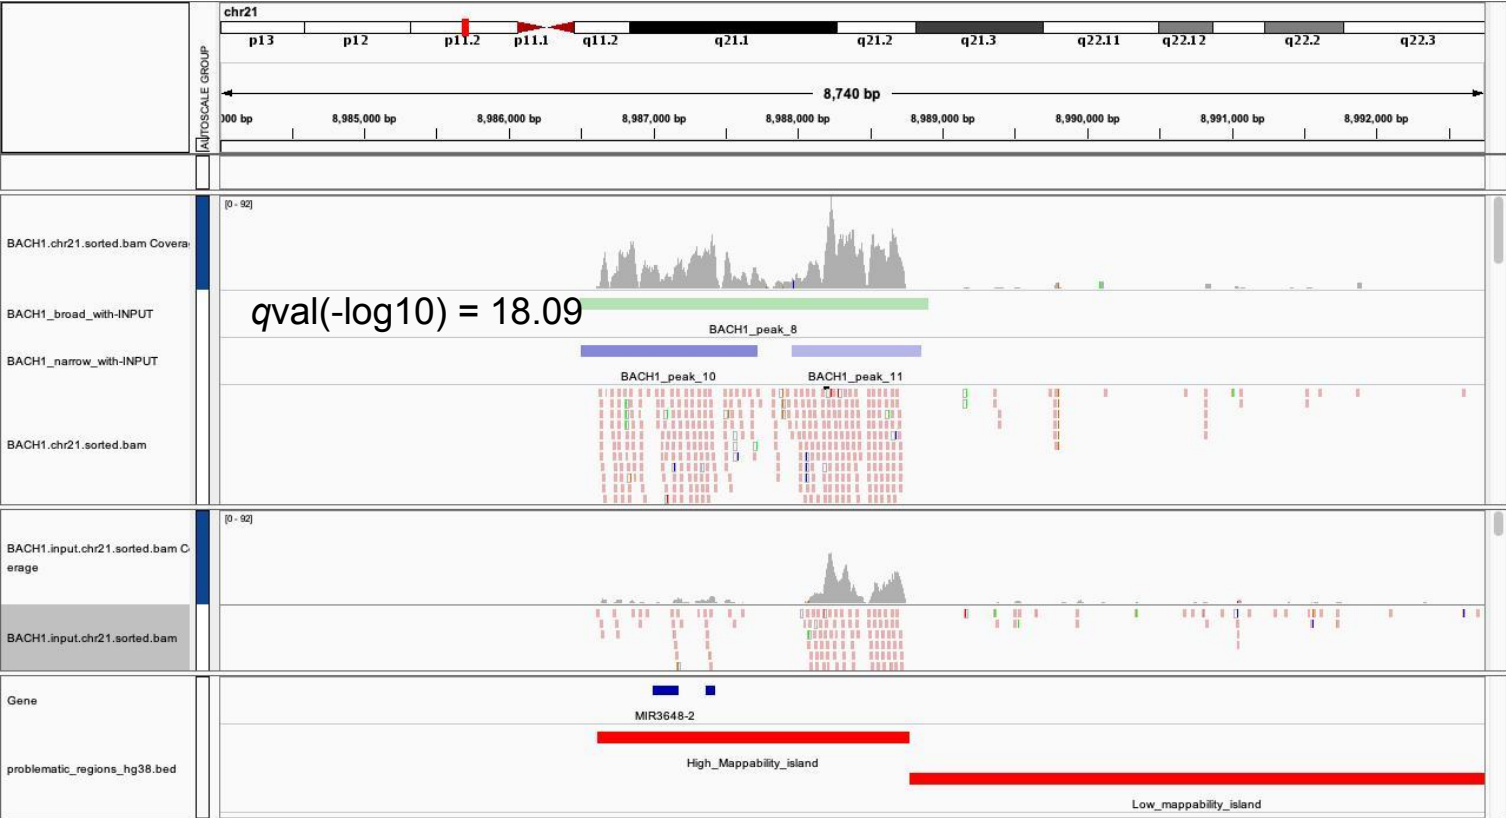 chr21
p13 p12 p11.2 p11.1 q11.2 q21.1 q21.2 q21.3 q22.11 q22.12 q22.2 q22.3
AUTOSCALE GROUP
8,740 bp
000 bp 8,985,000 bp 8,986,000 bp 8,987,000 bp 8,988,000 bp 8,989,000 bp 8,990,000 bp 8,991,000 bp 8,992,000 bp
[0 - 92]
BACH1.chr21.sorted.bam Covera
qval(-log10) = 18.09
BACH1_broad_with-INPUT
BACH1_peak_8
BACH1_narrow_with-INPUT
BACH1_peak_10 BACH1_peak_11
BACH1.chr21.sorted.bam
[0 - 92]
BACH1.input.chr21.sorted.bam C
erage
BACH1.input.chr21.sorted.bam
Gene
MIR3648-2
High_Mappability_island
problematic_regions_hg38.bed
Low_mappability_island